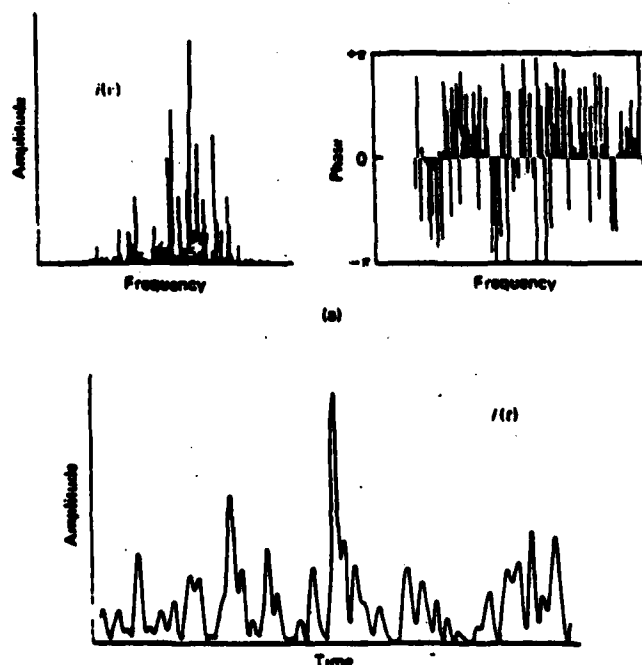 Amplitude
i(ν)
Frequency
+π
Phase
0
-π
Frequency
(a)
Amplitude
I(t)
Time